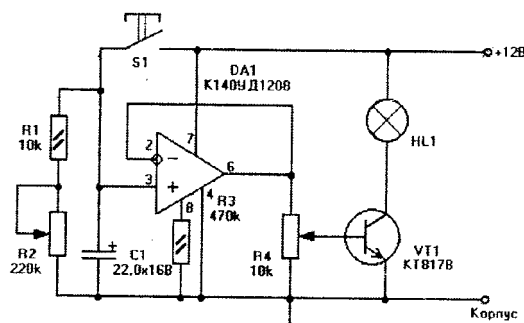 S1
+12В
DA1
К140УД1208
HL1
R1
10k
2
7
6
3
8
4
R3
470k
R2
220k
C1
22,0x16В
R4
10k
VT1
КТ817В
Корпус